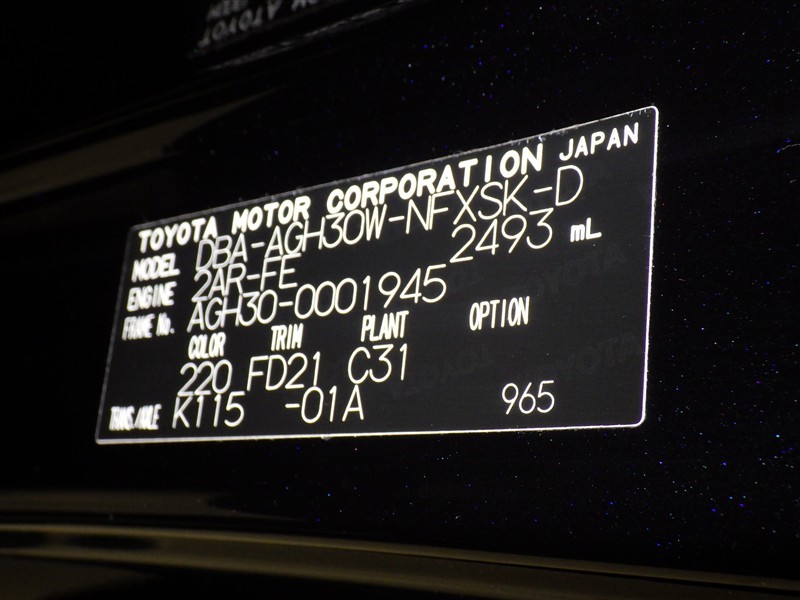 TOYOTA MOTOR CORPORATION JAPAN
MODEL DBA-AGH30W-NFXSK-D
ENGINE 2AR-FE 2493 mL
FRAME No. AGH30-0001945
COLOR TRIM PLANT OPTION
220 FD21 C31
TRANS/AXLE K115 -01A 965